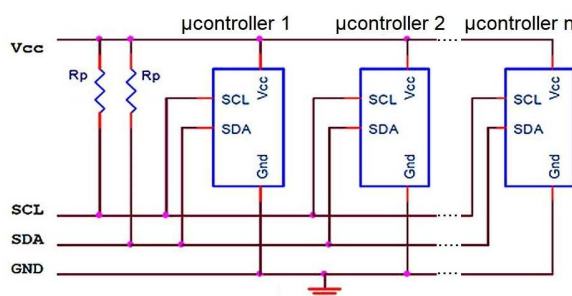 µcontroller 1 µcontroller 2 µcontroller n
Vcc
Rp Rp
SCL Vcc SCL Vcc SCL Vcc
SDA SDA SDA
Gnd Gnd Gnd
SCL
SDA
GND